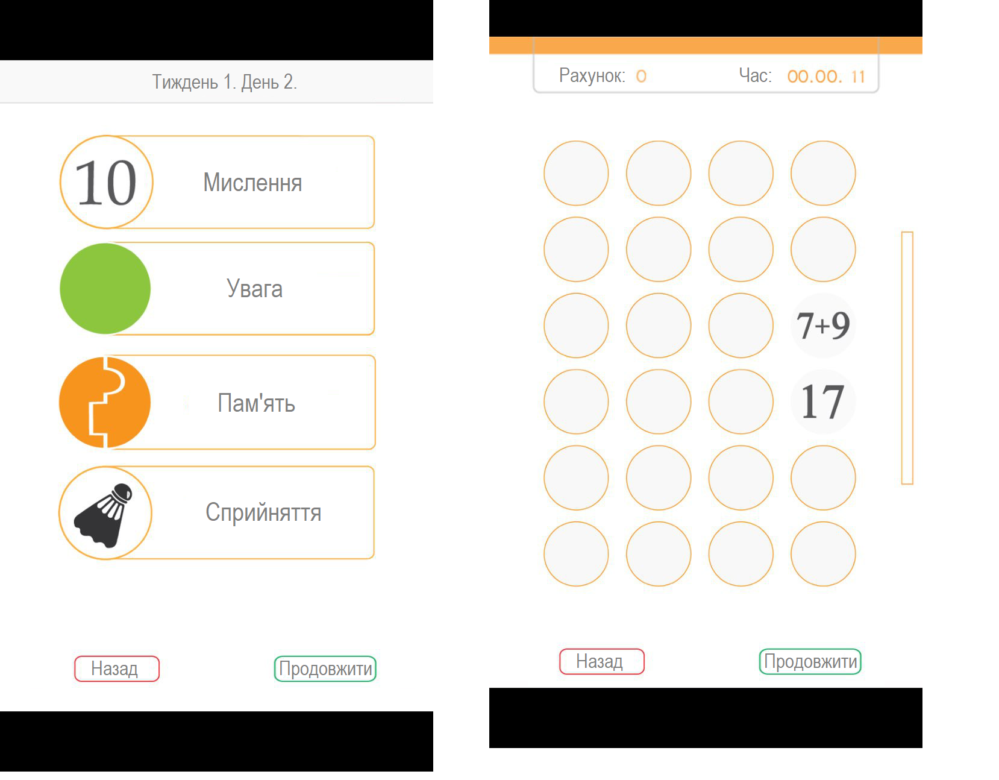 Тиждень 1. День 2.
10
Мислення
Увага
Пам'ять
Сприйняття
Назад
Продовжити
Рахунок: 0
Час: 00.00. 11
7+9
17
Назад
Продовжити